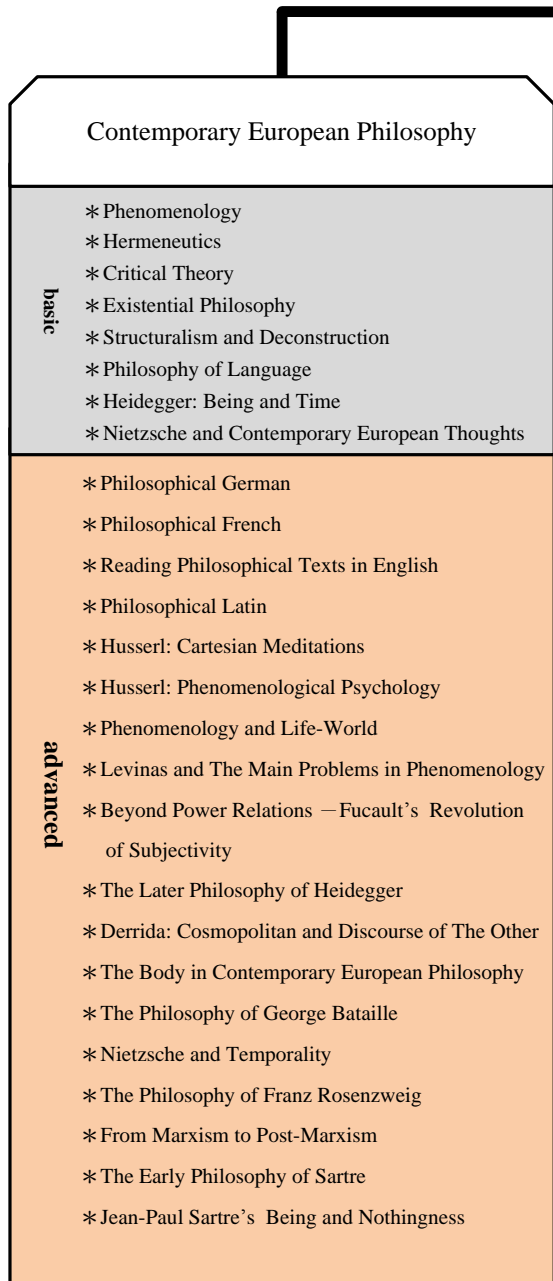 Contemporary European Philosophy
basic
＊Phenomenology
＊Hermeneutics
＊Critical Theory
＊Existential Philosophy
＊Structuralism and Deconstruction
＊Philosophy of Language
＊Heidegger: Being and Time
＊Nietzsche and Contemporary European Thoughts
advanced
＊Philosophical German
＊Philosophical French
＊Reading Philosophical Texts in English
＊Philosophical Latin
＊Husserl: Cartesian Meditations
＊Husserl: Phenomenological Psychology
＊Phenomenology and Life-World
＊Levinas and The Main Problems in Phenomenology
＊Beyond Power Relations －Fucault’s Revolution
of Subjectivity
＊The Later Philosophy of Heidegger
＊Derrida: Cosmopolitan and Discourse of The Other
＊The Body in Contemporary European Philosophy
＊The Philosophy of George Bataille
＊Nietzsche and Temporality
＊The Philosophy of Franz Rosenzweig
＊From Marxism to Post-Marxism
＊The Early Philosophy of Sartre
＊Jean-Paul Sartre’s Being and Nothingness